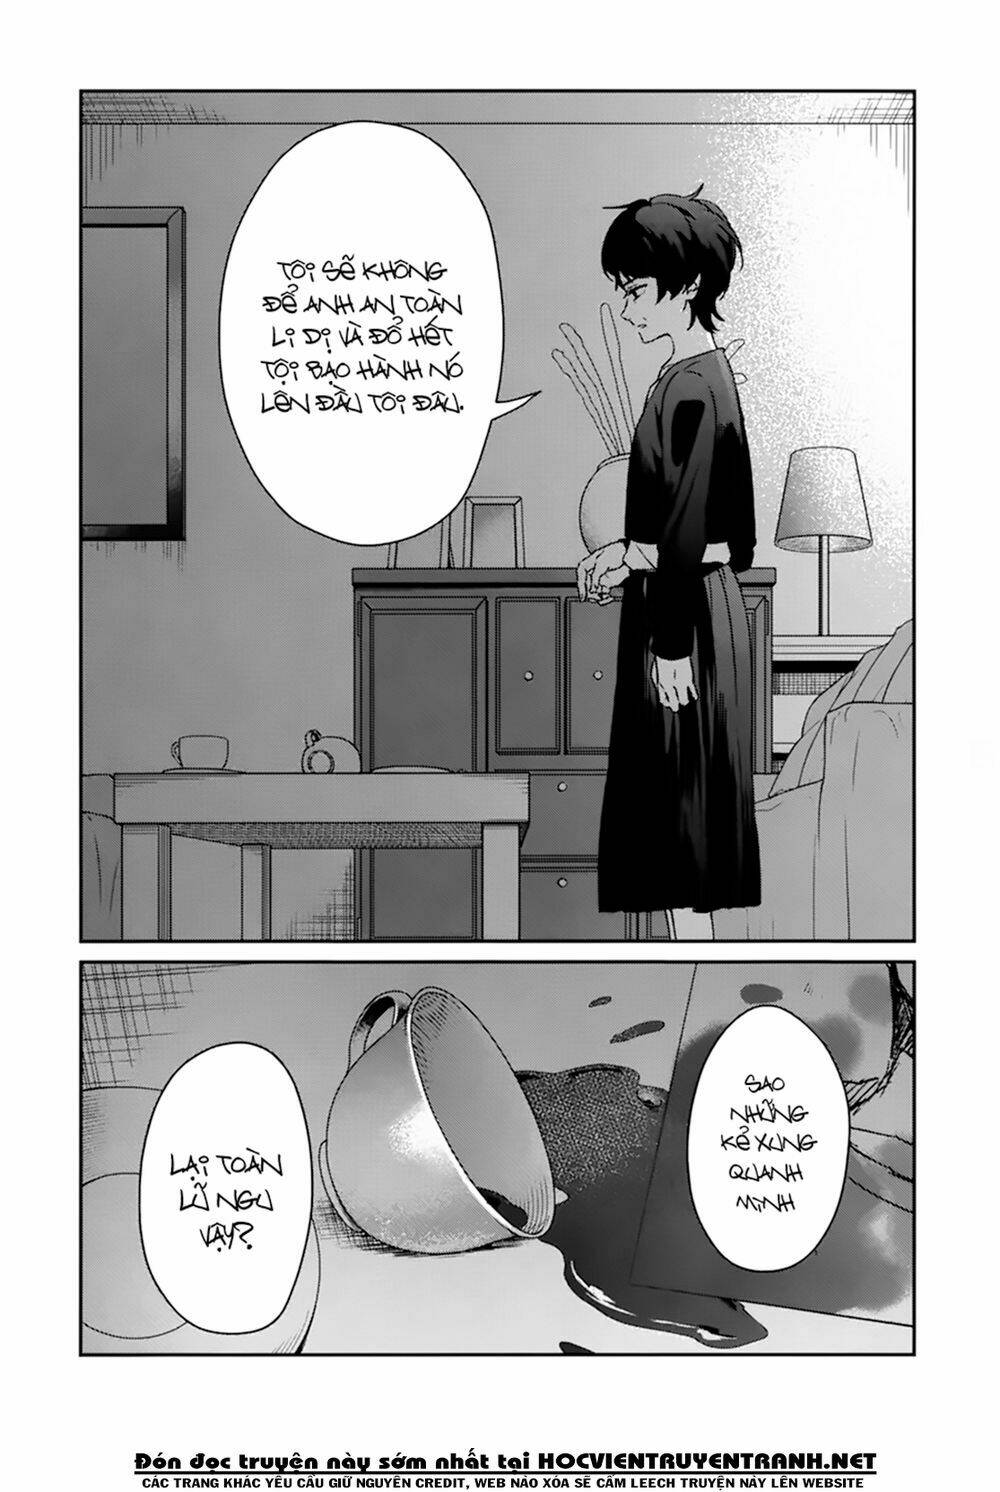 TÔI SẼ KHÔNG
ĐỂ ANH AN TOÀN
LI DỊ VÀ ĐỔ HẾT
TỘI BẠO HÀNH NÓ
LÊN ĐẦU TÔI ĐÂU.
SAO
NHỮNG
KẺ XUNG
QUANH
MÌNH
LẠI TOÀN
LŨ NGU
VẬY?
Đón đọc truyện này sớm nhất tại HOCVIENTRUYENTRANH.NET
CÁC TRANG KHÁC YÊU CẦU GIỮ NGUYÊN CREDIT, WEB NÀO XÓA SẼ CẤM LEECH TRUYỆN NÀY LÊN WEBSITE